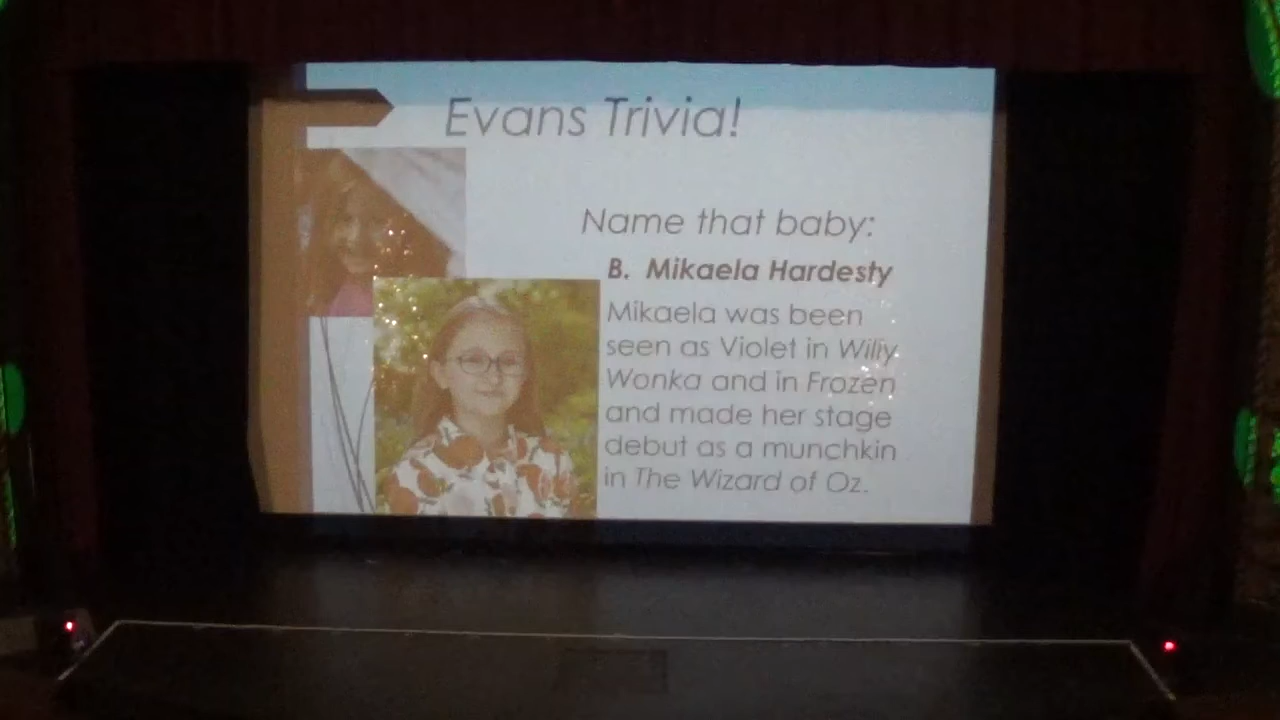 Evans Trivia!
Name that baby:
B. Mikaela Hardesty
Mikaela was been
seen as Violet in Willy
Wonka and in Frozen
and made her stage
debut as a munchkin
in The Wizard of Oz.